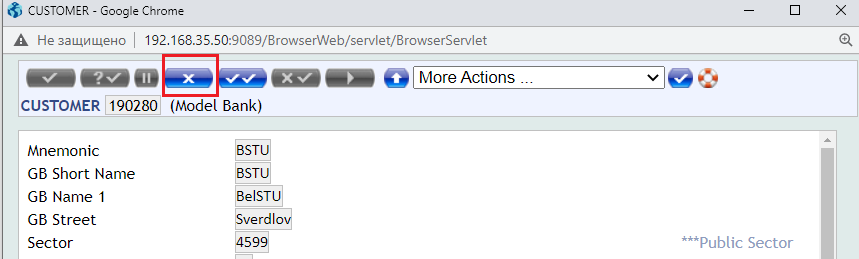 CUSTOMER - Google Chrome
Не защищено 192.168.35.50:9089/BrowserWeb/servlet/BrowserServlet
More Actions ...
CUSTOMER 190280 (Model Bank)
Mnemonic BSTU
GB Short Name BSTU
GB Name 1 BelSTU
GB Street Sverdlov
Sector 4599 ***Public Sector